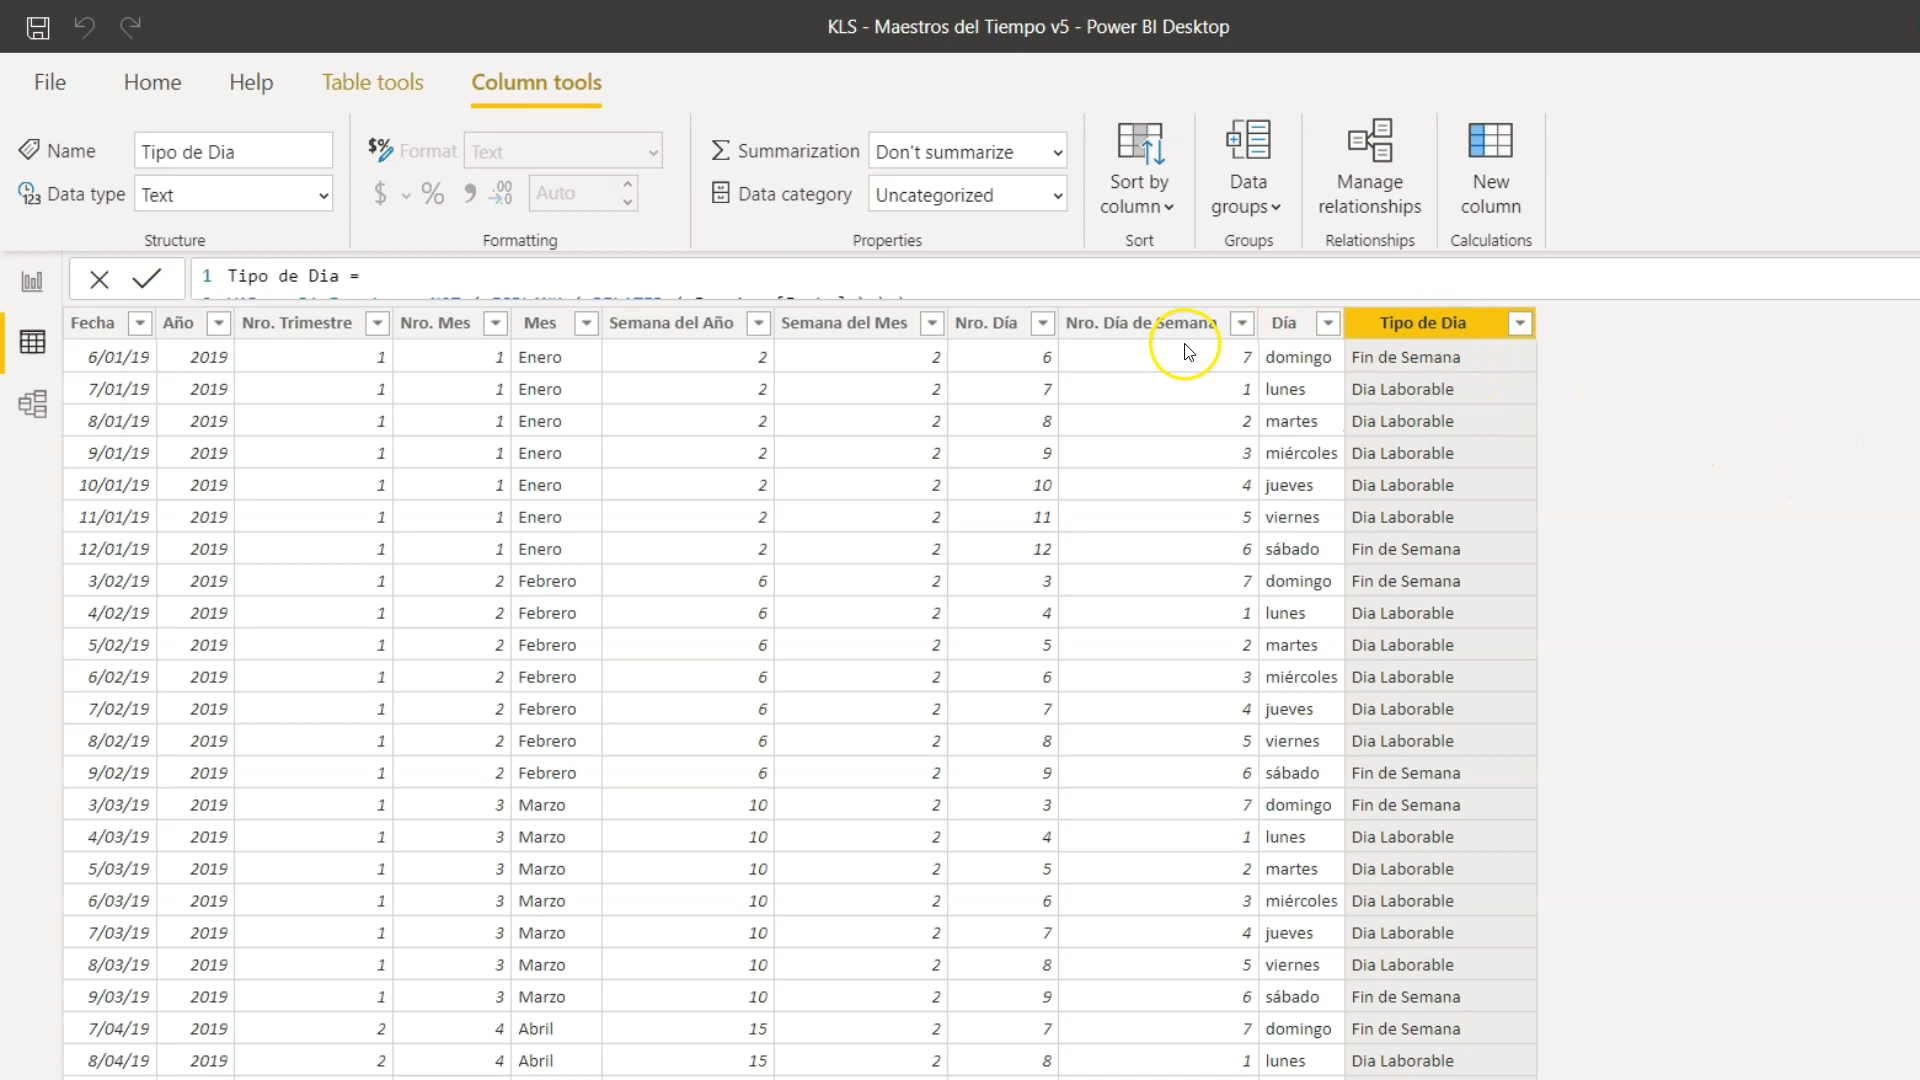 KLS - Maestros del Tiempo v5 - Power BI Desktop
File Home Help Table tools Column tools
Name Tipo de Dia $% Format Text Summarization Don't summarize
Data type Text $ % Auto Data category Uncategorized
Sort by column Data groups Manage relationships New column
Structure Formatting Properties Sort Groups Relationships Calculations
1 Tipo de Dia =
Fecha Año Nro. Trimestre Nro. Mes Mes Semana del Año Semana del Mes Nro. Día Nro. Día de Semana Día Tipo de Dia
6/01/19 2019 1 1 Enero 2 2 6 7 domingo Fin de Semana
7/01/19 2019 1 1 Enero 2 2 7 1 lunes Dia Laborable
8/01/19 2019 1 1 Enero 2 2 8 2 martes Dia Laborable
9/01/19 2019 1 1 Enero 2 2 9 3 miércoles Dia Laborable
10/01/19 2019 1 1 Enero 2 2 10 4 jueves Dia Laborable
11/01/19 2019 1 1 Enero 2 2 11 5 viernes Dia Laborable
12/01/19 2019 1 1 Enero 2 2 12 6 sábado Fin de Semana
3/02/19 2019 1 2 Febrero 6 2 3 7 domingo Fin de Semana
4/02/19 2019 1 2 Febrero 6 2 4 1 lunes Dia Laborable
5/02/19 2019 1 2 Febrero 6 2 5 2 martes Dia Laborable
6/02/19 2019 1 2 Febrero 6 2 6 3 miércoles Dia Laborable
7/02/19 2019 1 2 Febrero 6 2 7 4 jueves Dia Laborable
8/02/19 2019 1 2 Febrero 6 2 8 5 viernes Dia Laborable
9/02/19 2019 1 2 Febrero 6 2 9 6 sábado Fin de Semana
3/03/19 2019 1 3 Marzo 10 2 3 7 domingo Fin de Semana
4/03/19 2019 1 3 Marzo 10 2 4 1 lunes Dia Laborable
5/03/19 2019 1 3 Marzo 10 2 5 2 martes Dia Laborable
6/03/19 2019 1 3 Marzo 10 2 6 3 miércoles Dia Laborable
7/03/19 2019 1 3 Marzo 10 2 7 4 jueves Dia Laborable
8/03/19 2019 1 3 Marzo 10 2 8 5 viernes Dia Laborable
9/03/19 2019 1 3 Marzo 10 2 9 6 sábado Fin de Semana
7/04/19 2019 2 4 Abril 15 2 7 7 domingo Fin de Semana
8/04/19 2019 2 4 Abril 15 2 8 1 lunes Dia Laborable